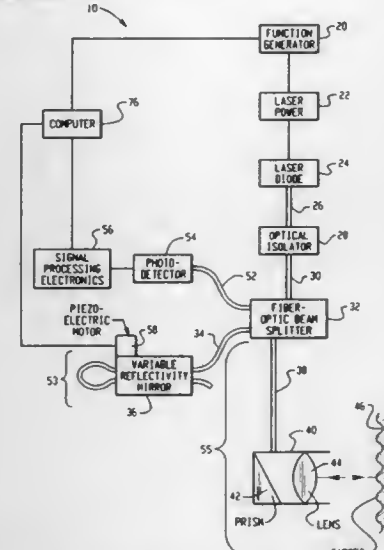 10
FUNCTION
GENERATOR
20
76
COMPUTER
LASER
POWER
22
LASER
DIODE
24
26
56
54
OPTICAL
ISOLATOR
28
SIGNAL
PROCESSING
ELECTRONICS
PHOTO-
DETECTOR
30
52
PIEZO-
ELECTRIC
MOTOR
58
34
FIBER-
OPTIC BEAM
SPLITTER
32
53
VARIABLE
REFLECTIVITY
MIRROR
36
38
55
40
46
44
42
PRISM
LENS